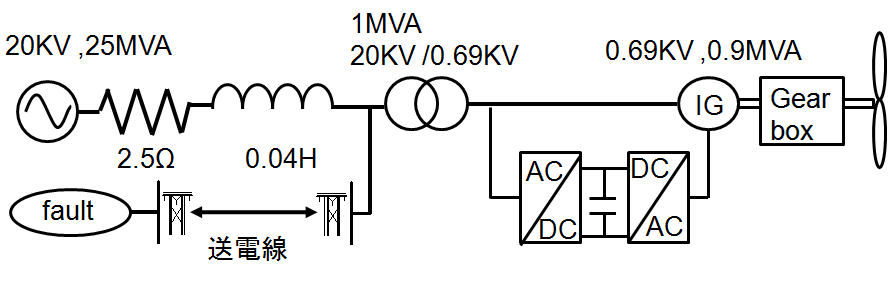 20KV ,25MVA
1MVA
20KV /0.69KV
0.69KV ,0.9MVA
2.5Ω
0.04H
IG
Gear
box
fault
送電線
AC
DC
DC
AC